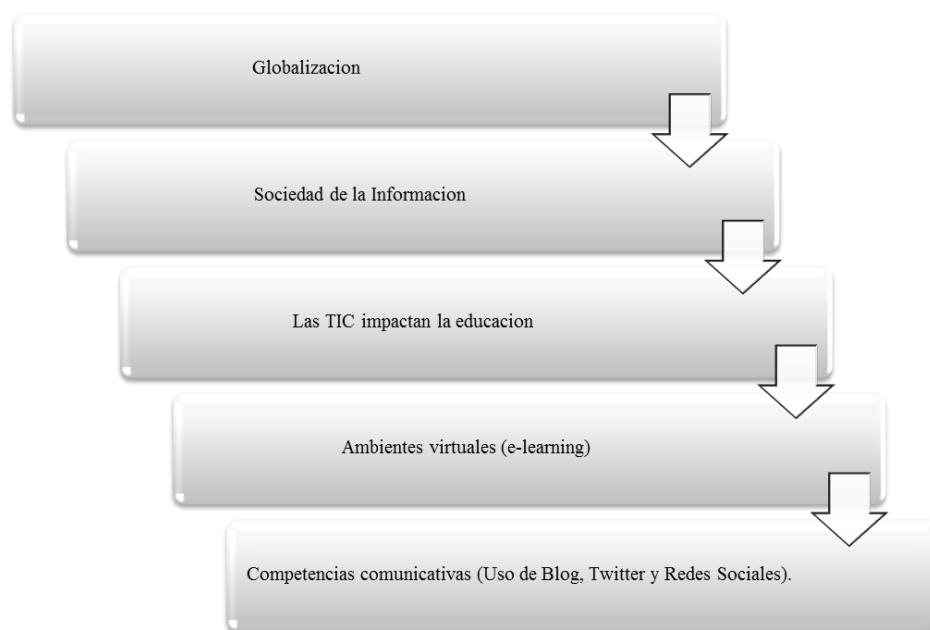 Globalizacion
Sociedad de la Informacion
Las TIC impactan la educacion
Ambientes virtuales (e-learning)
Competencias comunicativas (Uso de Blog, Twitter y Redes Sociales).